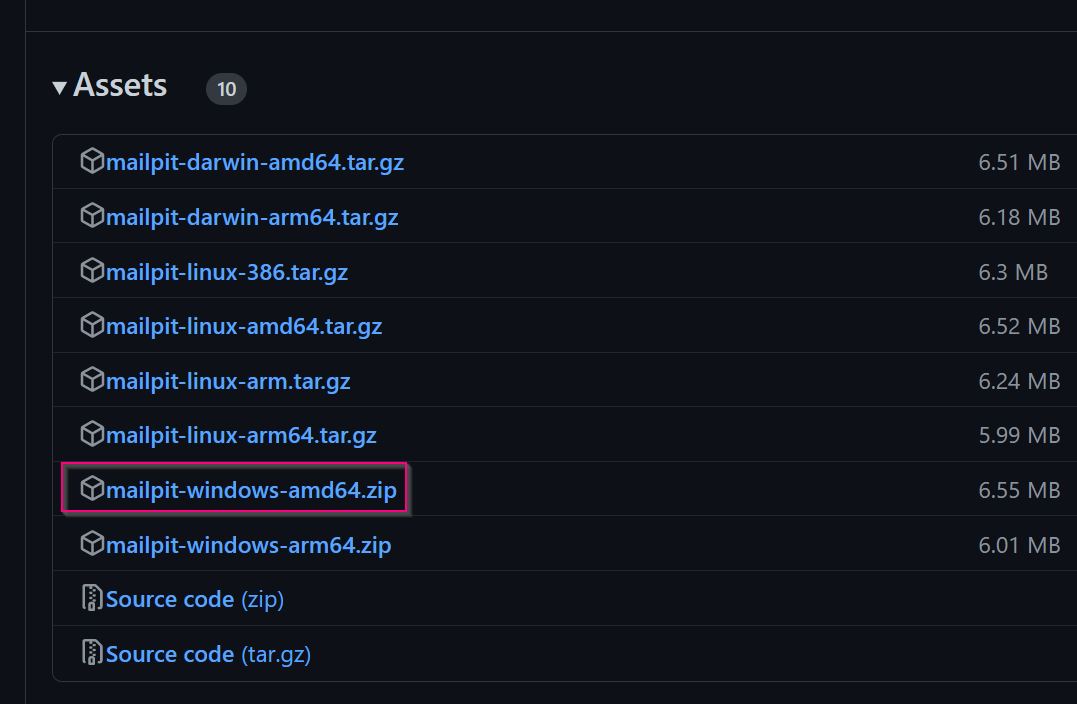 Assets 10
mailpit-darwin-amd64.tar.gz 6.51 MB
mailpit-darwin-arm64.tar.gz 6.18 MB
mailpit-linux-386.tar.gz 6.3 MB
mailpit-linux-amd64.tar.gz 6.52 MB
mailpit-linux-arm.tar.gz 6.24 MB
mailpit-linux-arm64.tar.gz 5.99 MB
mailpit-windows-amd64.zip 6.55 MB
mailpit-windows-arm64.zip 6.01 MB
Source code (zip)
Source code (tar.gz)